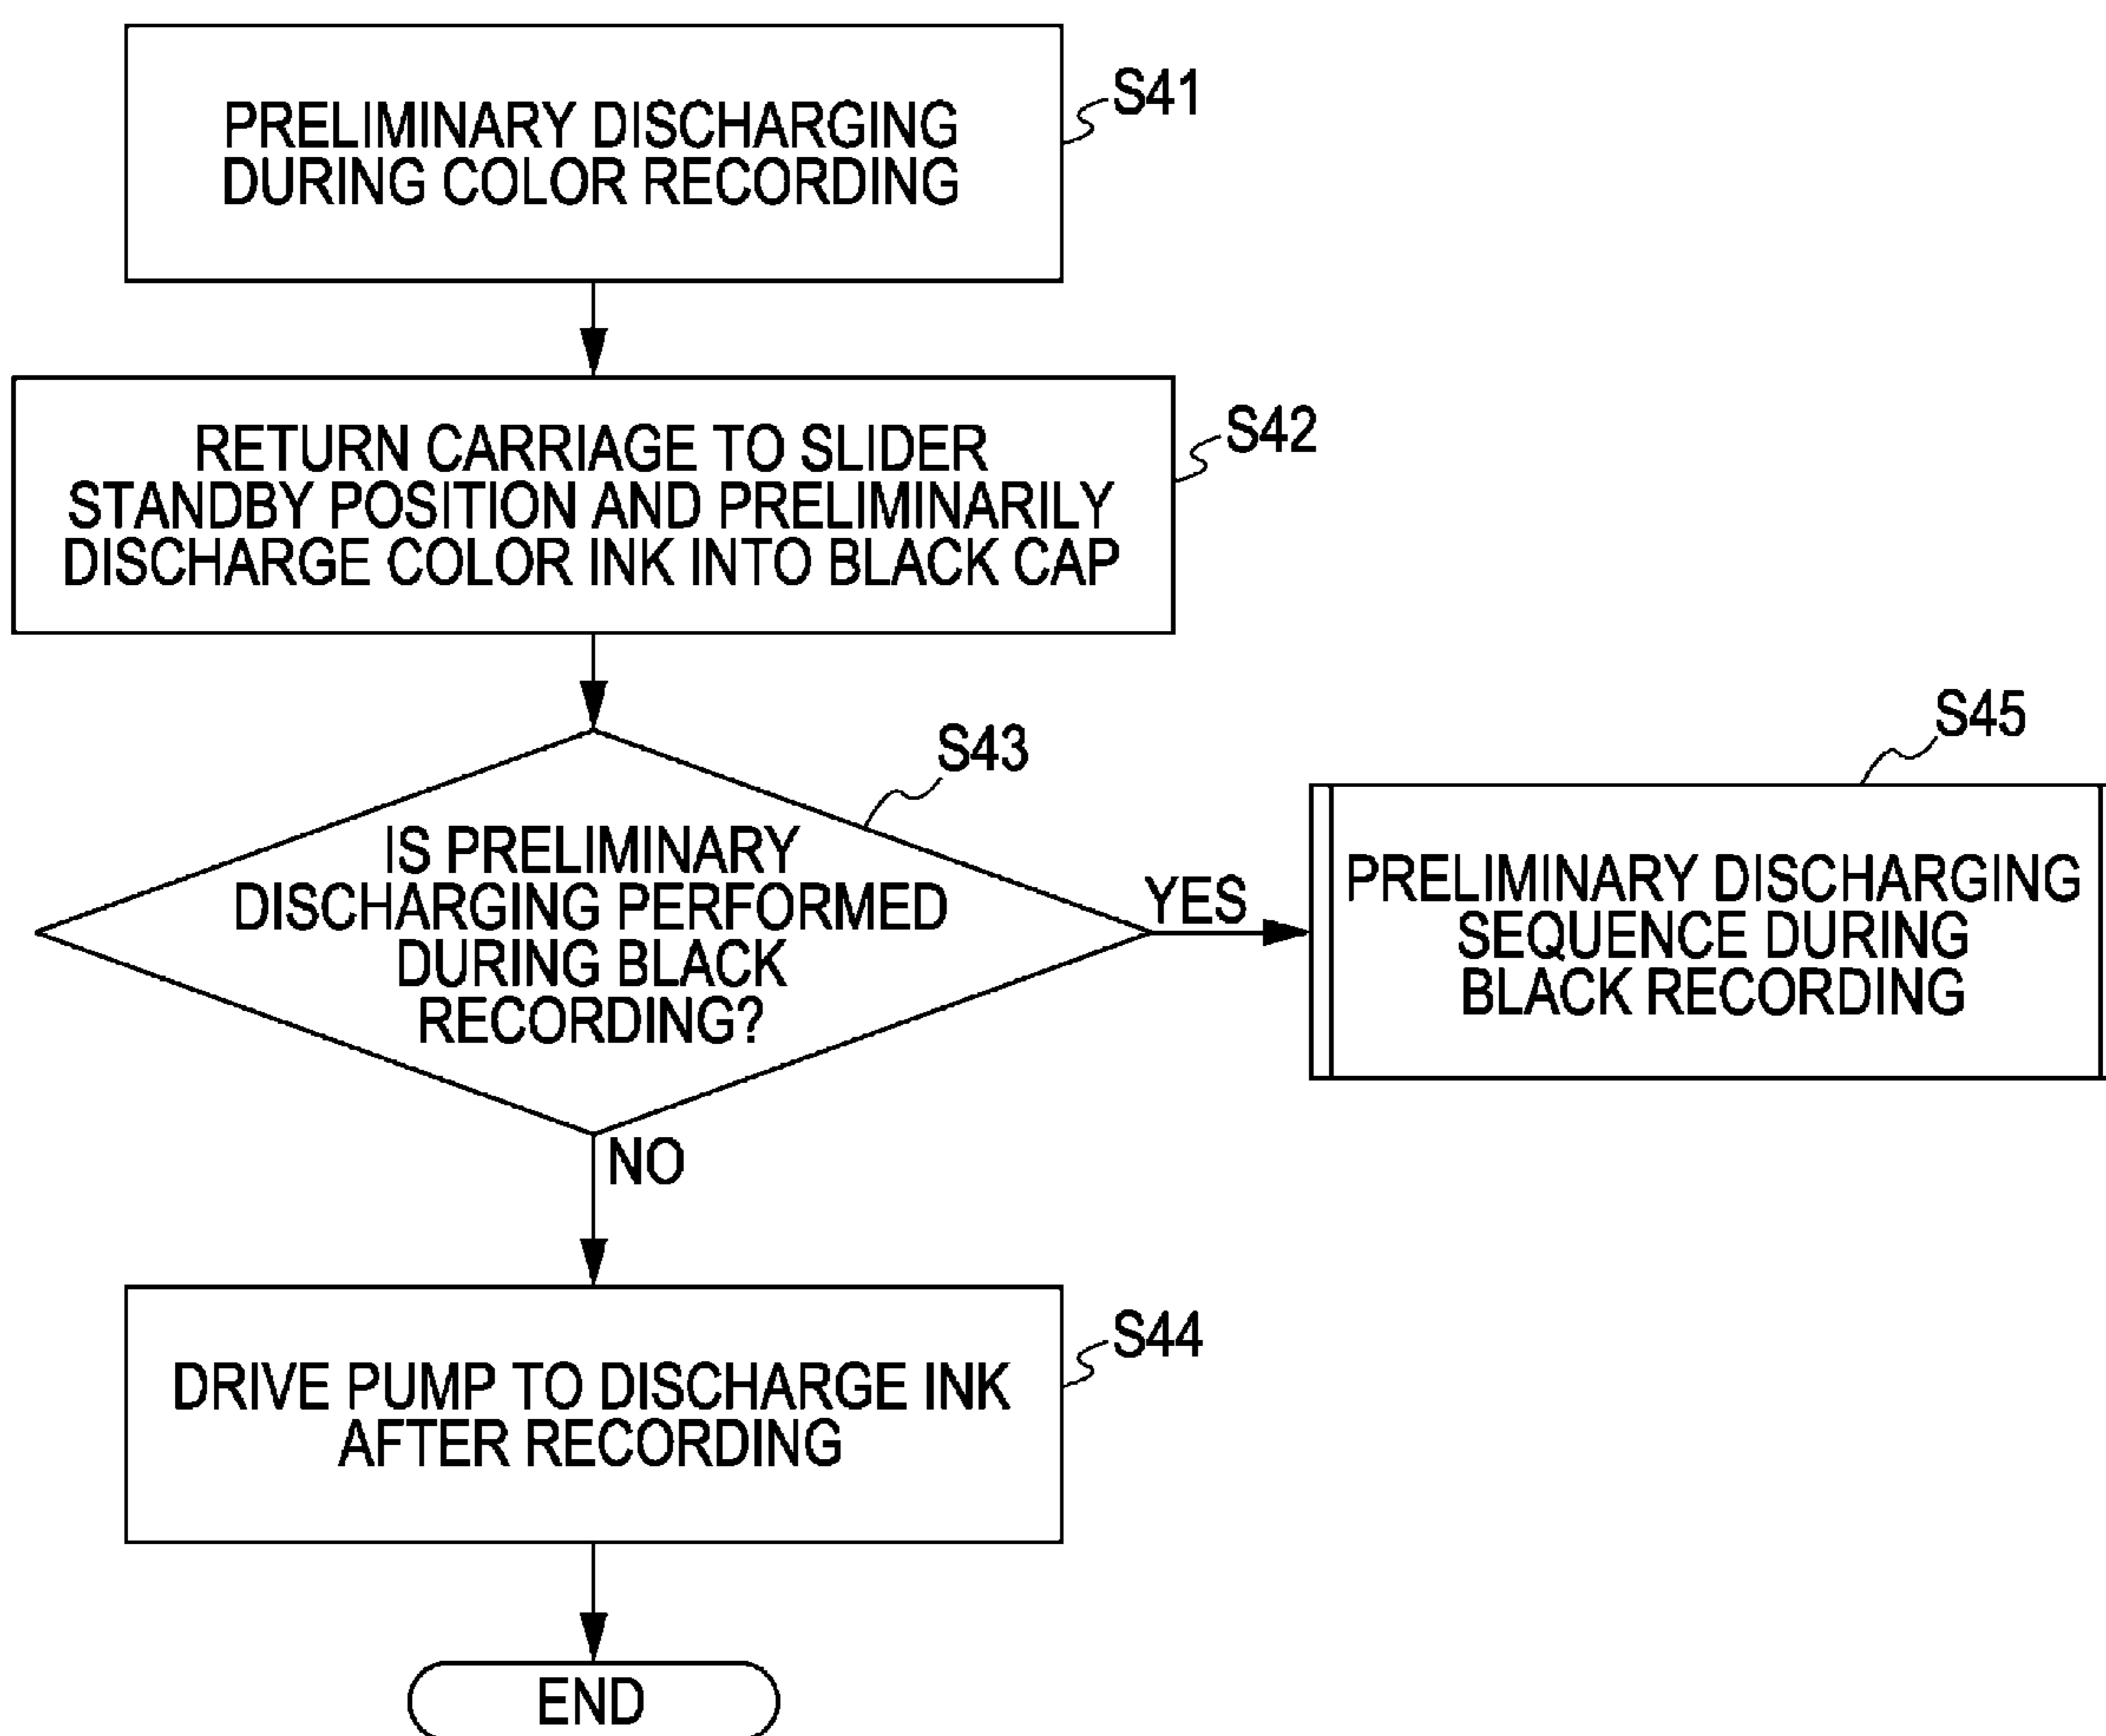 PRELIMINARY DISCHARGING
DURING COLOR RECORDING
S41
RETURN CARRIAGE TO SLIDER
STANDBY POSITION AND PRELIMINARILY
DISCHARGE COLOR INK INTO BLACK CAP
S42
IS PRELIMINARY
DISCHARGING PERFORMED
DURING BLACK
RECORDING?
S43
YES
S45
PRELIMINARY DISCHARGING
SEQUENCE DURING
BLACK RECORDING
NO
DRIVE PUMP TO DISCHARGE INK
AFTER RECORDING
S44
END